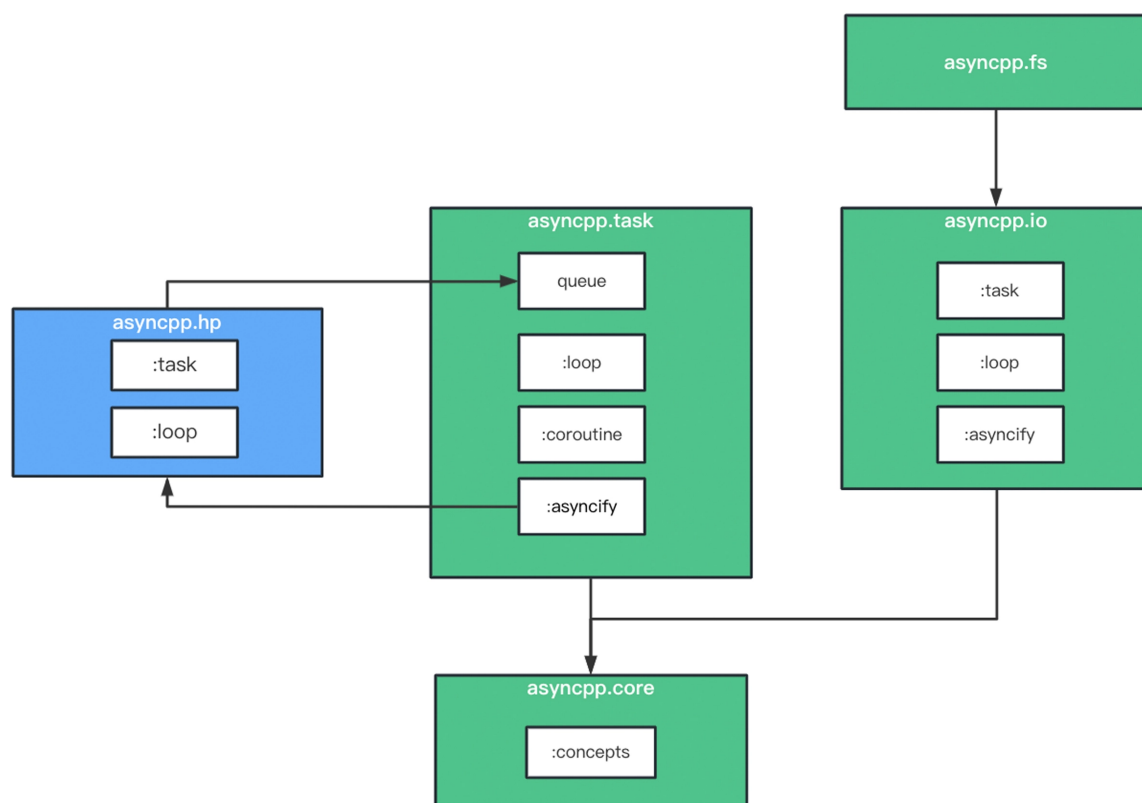 asyncpp.fs
asyncpp.task
queue
:loop
:coroutine
:asyncify
asyncpp.io
:task
:loop
:asyncify
asyncpp.hp
:task
:loop
asyncpp.core
:concepts